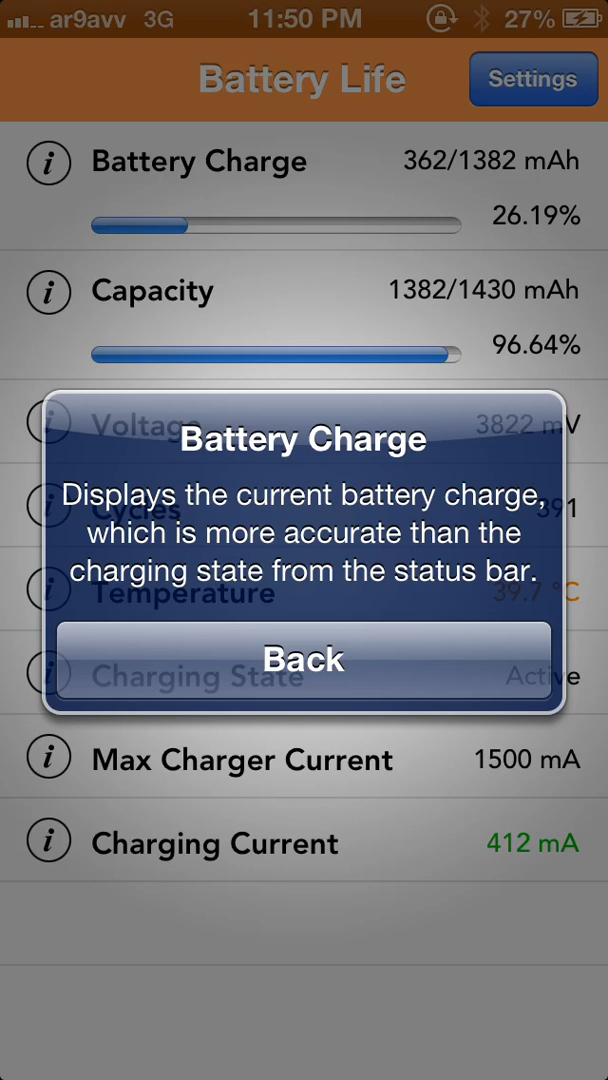 ar9avv 3G 11:50 PM 27%
Battery Life Settings
i Battery Charge 362/1382 mAh
26.19%
i Capacity 1382/1430 mAh
96.64%
i Voltage 3822 mV
Battery Charge
Displays the current battery charge,
i Cycles 391
which is more accurate than the
charging state from the status bar.
i Temperature 39.7 °C
Back
i Charging State Active
i Max Charger Current 1500 mA
i Charging Current 412 mA